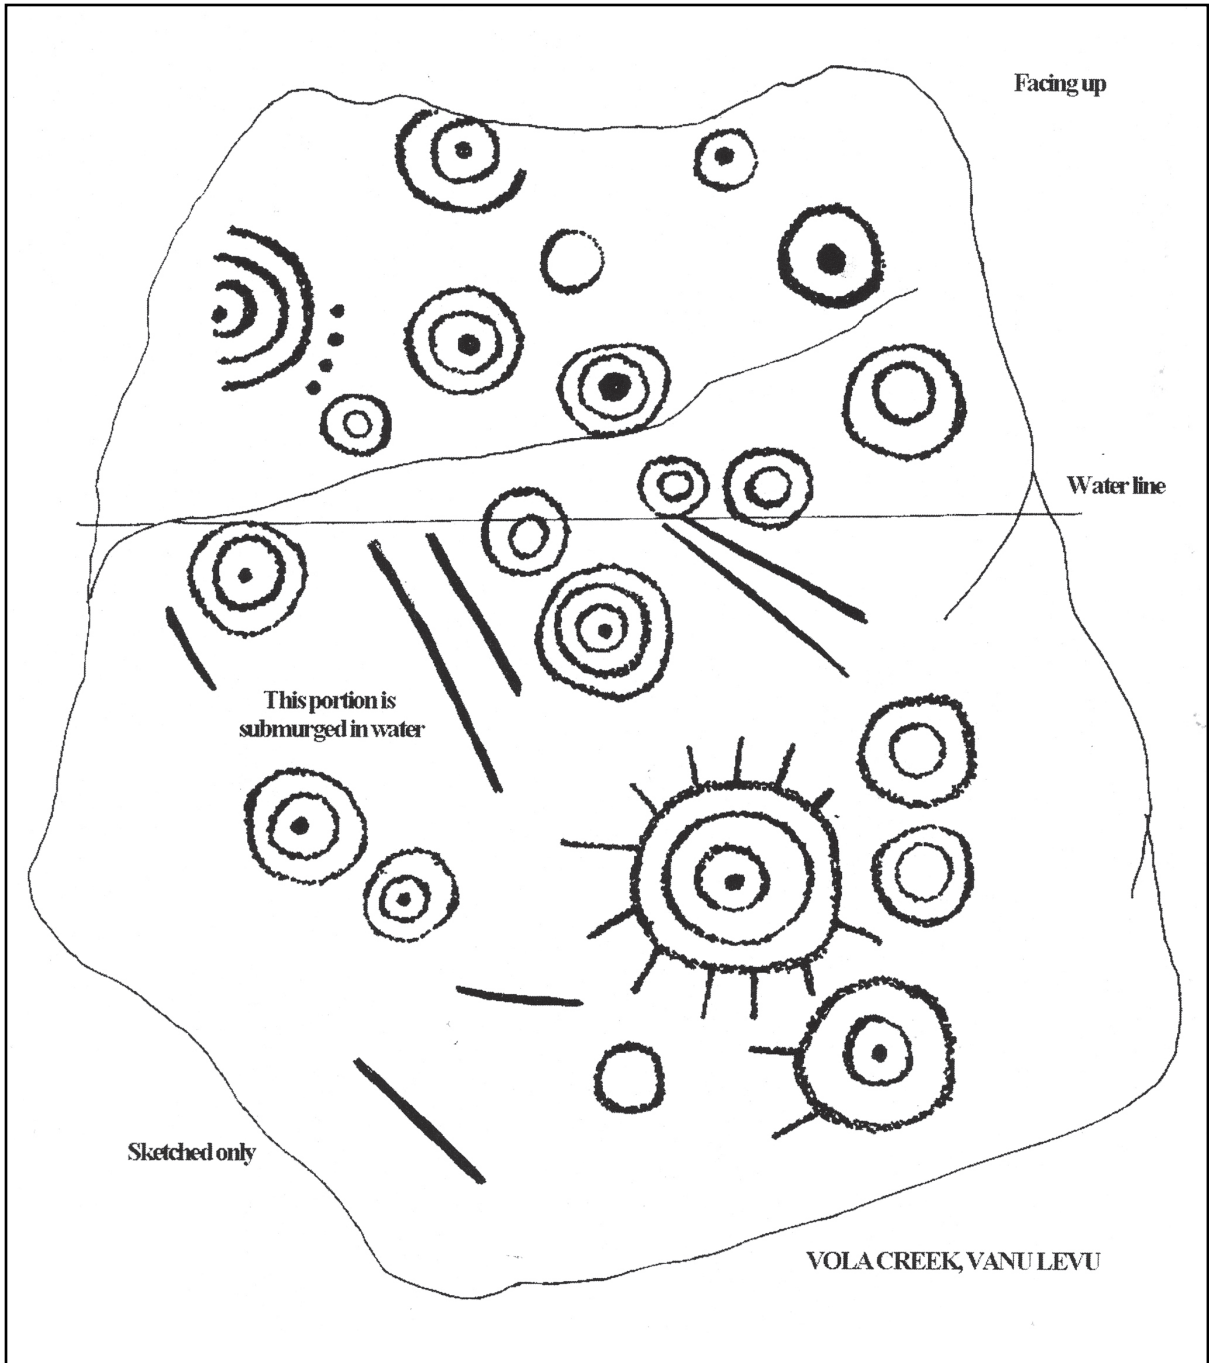 Facing up
Water line
This portion is
submurged in water
Sketched only
VOLA CREEK, VANU LEVU